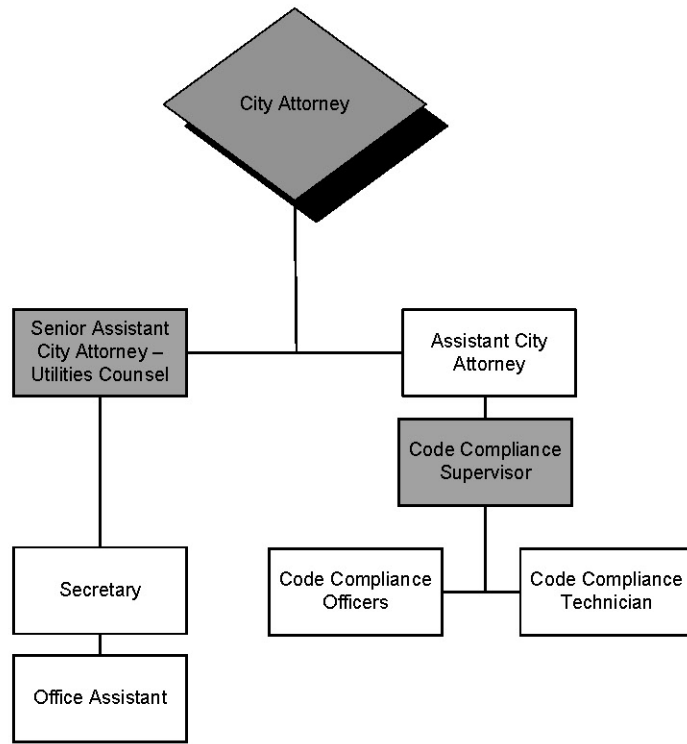 City Attorney
Senior Assistant
City Attorney –
Utilities Counsel
Assistant City
Attorney
Code Compliance
Supervisor
Secretary
Code Compliance
Officers
Code Compliance
Technician
Office Assistant